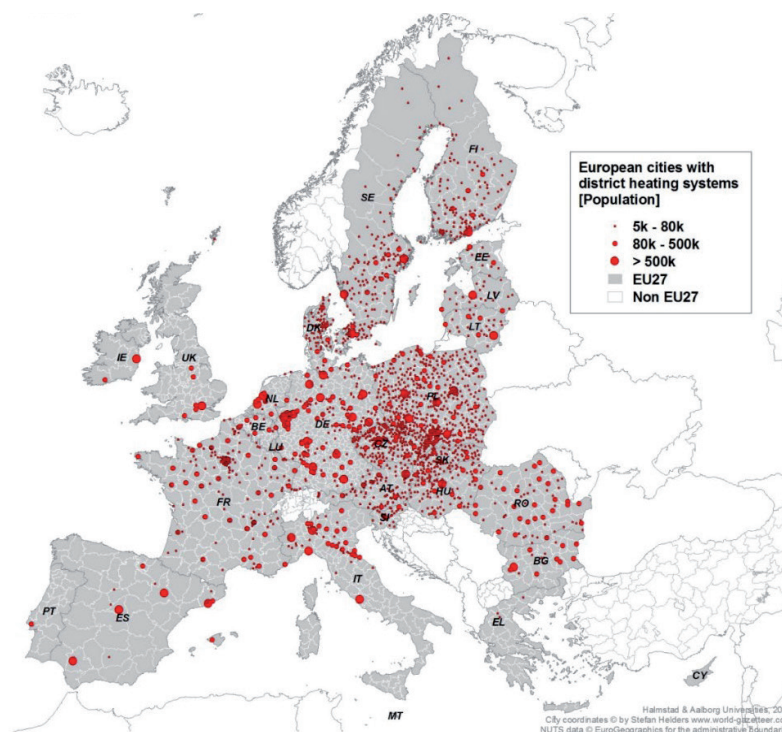 European cities with
district heating systems
[Population]
5k - 80k
80k - 500k
> 500k
EU27
Non EU27
FI
SE
EE
LV
LT
DK
IE
UK
NL
PL
BE
DE
CZ
LU
SK
AT
HU
FR
SI
RO
BG
IT
PT
ES
EL
CY
MT
Halmstad & Aalborg Universities, 20
City coordinates © by Stefan Helders www.world-gazetteer.co
NUTS data © EuroGeographics for the administrative boundar